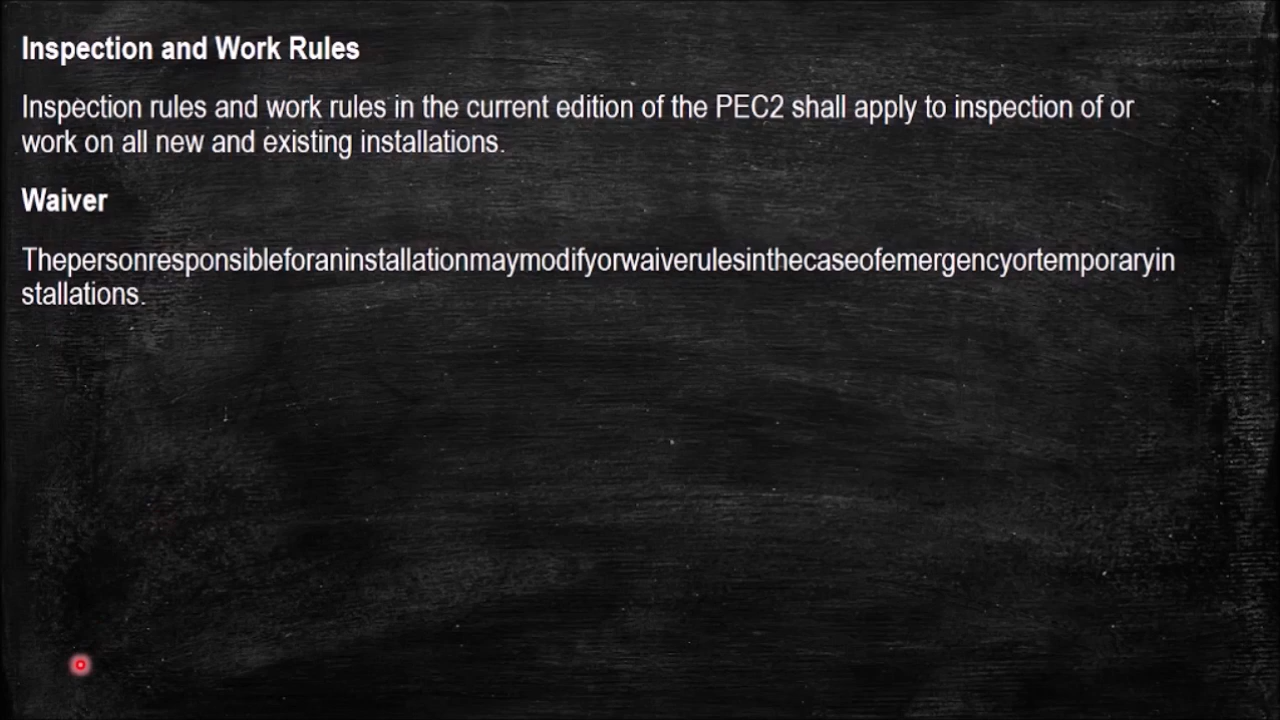 Inspection and Work Rules
Inspection rules and work rules in the current edition of the PEC2 shall apply to inspection of or
work on all new and existing installations.
Waiver
Thepersonresponsibleforaninstallationmaymodifyorwaiverulesinthecaseofemergencyortemporaryin
stallations.